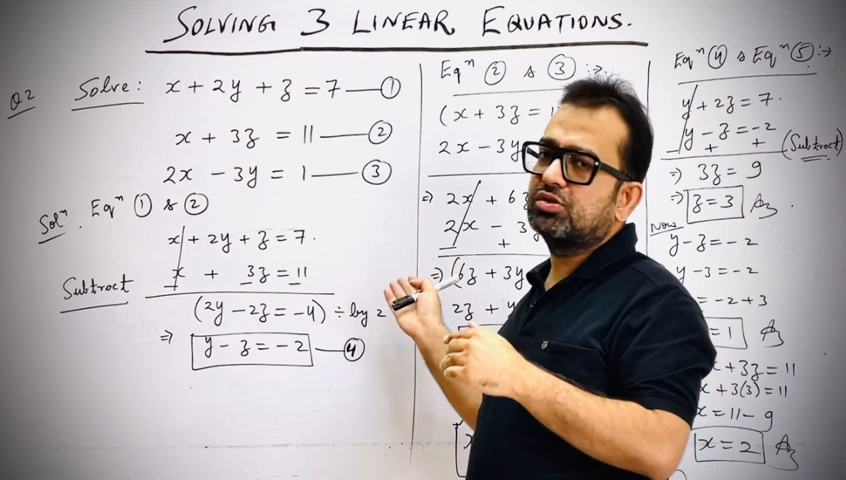 SOLVING 3 LINEAR EQUATIONS.
Q2 Solve: x + 2y + z = 7 — ①
x + 3z = 11 — ②
2x - 3y = 1 — ③
Solⁿ. Eqⁿ ① & ②
x + 2y + z = 7.
x + 3z = 11
Subtract
(2y - 2z = -4) ÷ by 2
⇒ y - z = -2 — ④
Eqⁿ ② & ③ :→
(x + 3z = 1
2x - 3y
⇒ 2x + 6z
2x - 3
+
⇒ (6z + 3y
2z +
Eqⁿ ④ & Eqⁿ ⑤ :→
y + 2z = 7.
y - z = -2
- + + (Subtract)
⇒ 3z = 9
⇒ z = 3
Now
y - z = -2
y - 3 = -2
= -2 + 3
= 1
x + 3z = 11
x + 3(3) = 11
x = 11 - 9
x = 2